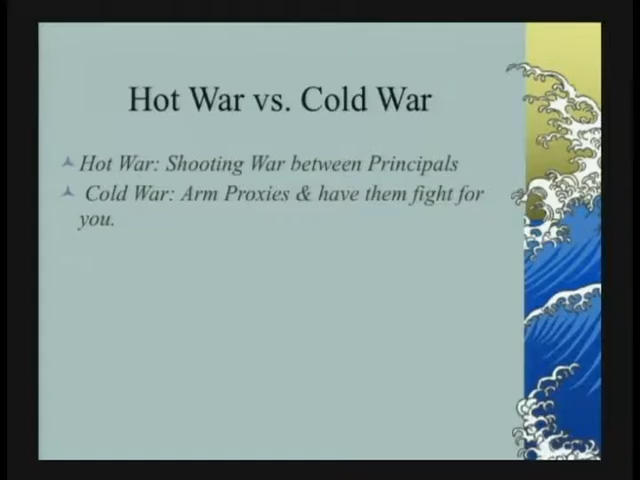 Hot War vs. Cold War
Hot War: Shooting War between Principals
Cold War: Arm Proxies & have them fight for
you.